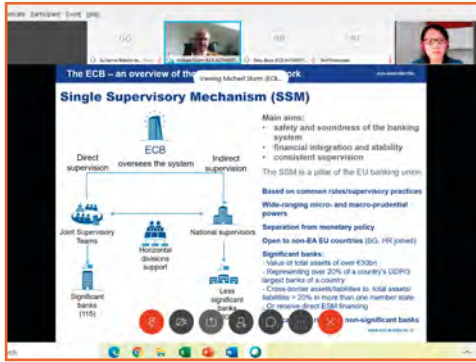 Participant Event
The ECB – an overview of the
Viewing Michael Sturm (ECB...
ork
Single Supervisory Mechanism (SSM)
ECB
oversees the system
Direct
supervision
Indirect
supervision
Joint Supervisory
Teams
National supervisors
Horizontal
divisions
support
Significant
banks
(115)
Less
significant
Main aims:
• safety and soundness of the banking
system
• financial integration and stability
• consistent supervision
The SSM is a pillar of the EU banking union.
Based on common rules/supervisory practices
Wide-ranging micro- and macro-prudential
powers
Separation from monetary policy
Open to non-EA EU countries (BG, HR joined)
Significant banks:
- Value of total assets of over €30bn
- Representing over 20% of a country's GDP/3
largest banks of a country
- Cross-border assets/liabilities to total assets/
liabilities > 20% in more than one member state
- Or receive direct ESM financing
non-significant banks